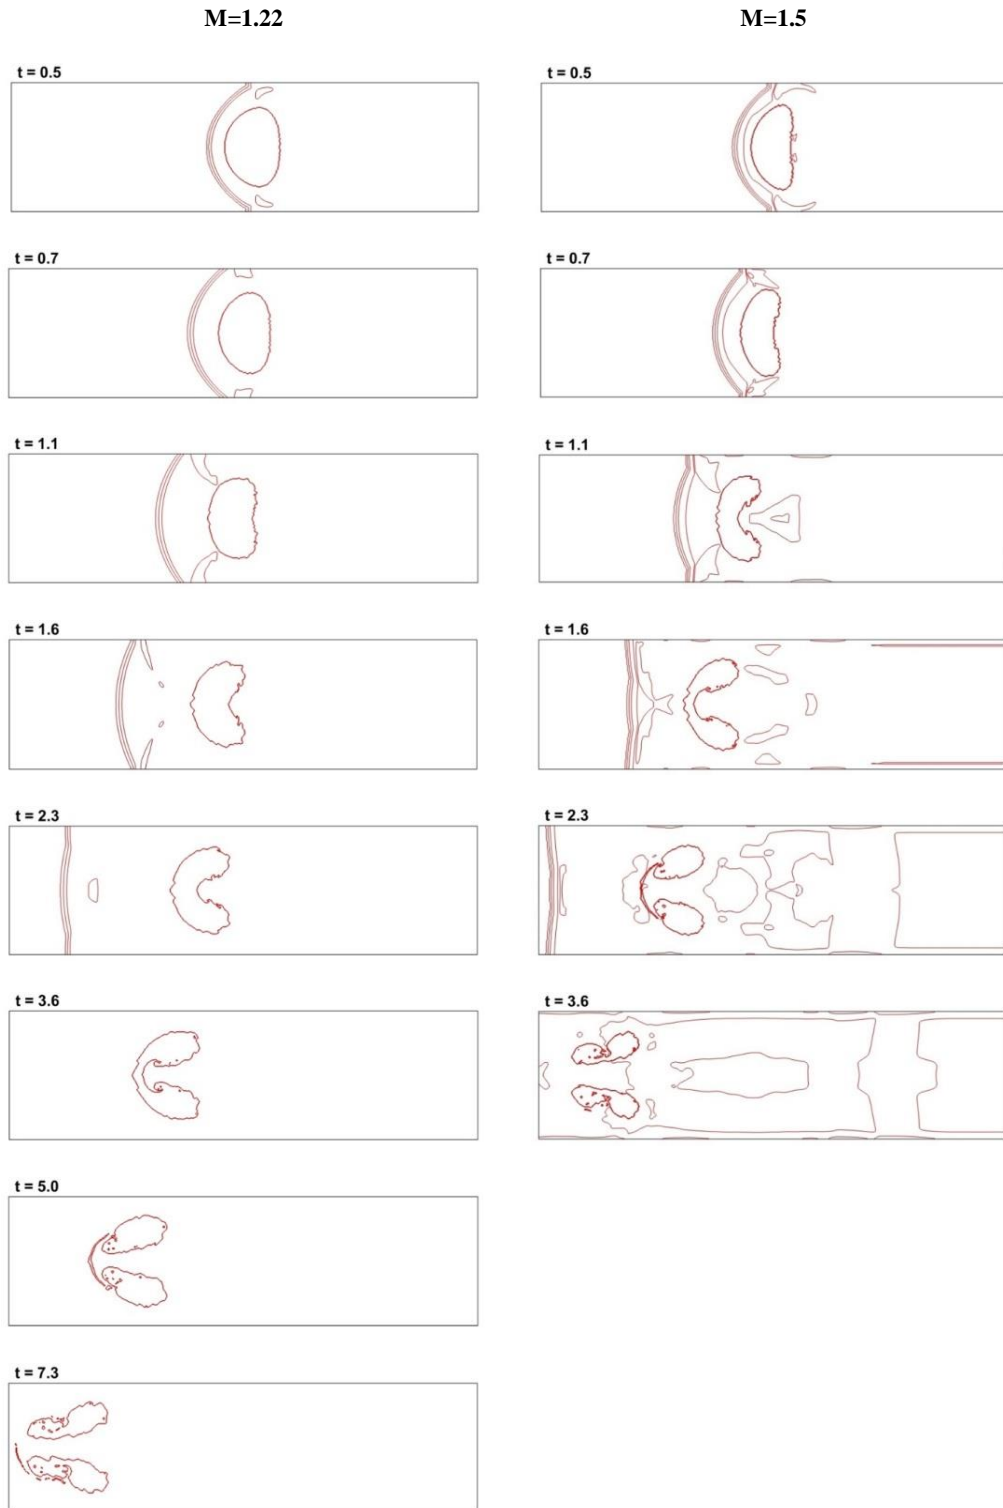 M=1.22 M=1.5
t = 0.5 t = 0.5
t = 0.7 t = 0.7
t = 1.1 t = 1.1
t = 1.6 t = 1.6
t = 2.3 t = 2.3
t = 3.6 t = 3.6
t = 5.0
t = 7.3